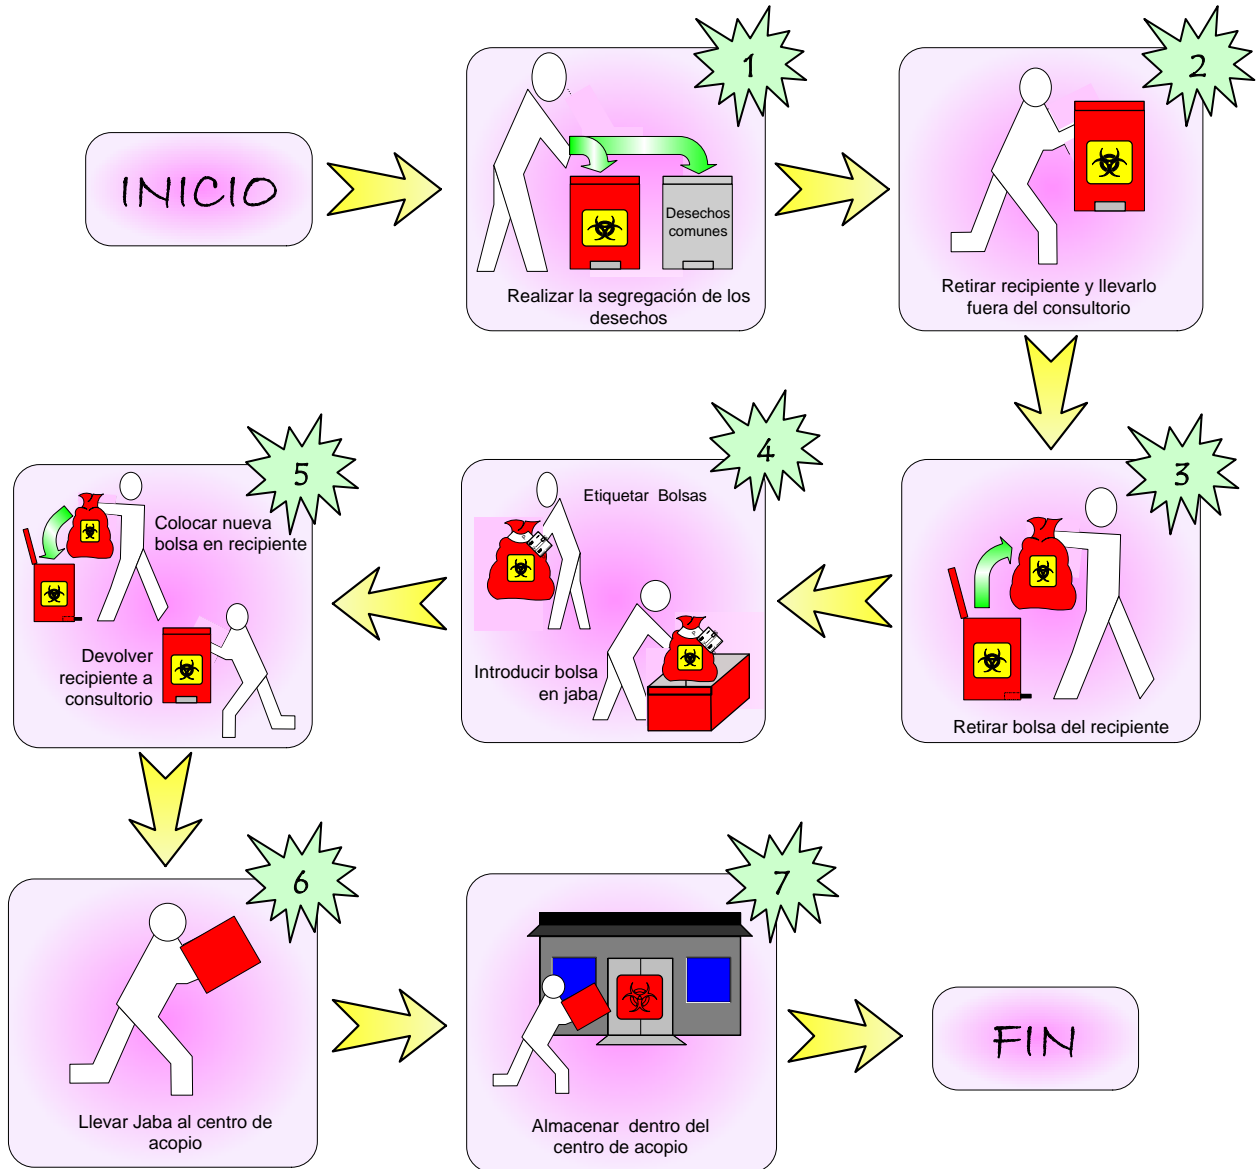 INICIO
1
Desechos
comunes
Realizar la segregación de los
desechos
2
Retirar recipiente y llevarlo
fuera del consultorio
3
Retirar bolsa del recipiente
4
Etiquetar Bolsas
Introducir bolsa
en jaba
5
Colocar nueva
bolsa en recipiente
Devolver
recipiente a
consultorio
6
Llevar Jaba al centro de
acopio
7
Almacenar dentro del
centro de acopio
FIN